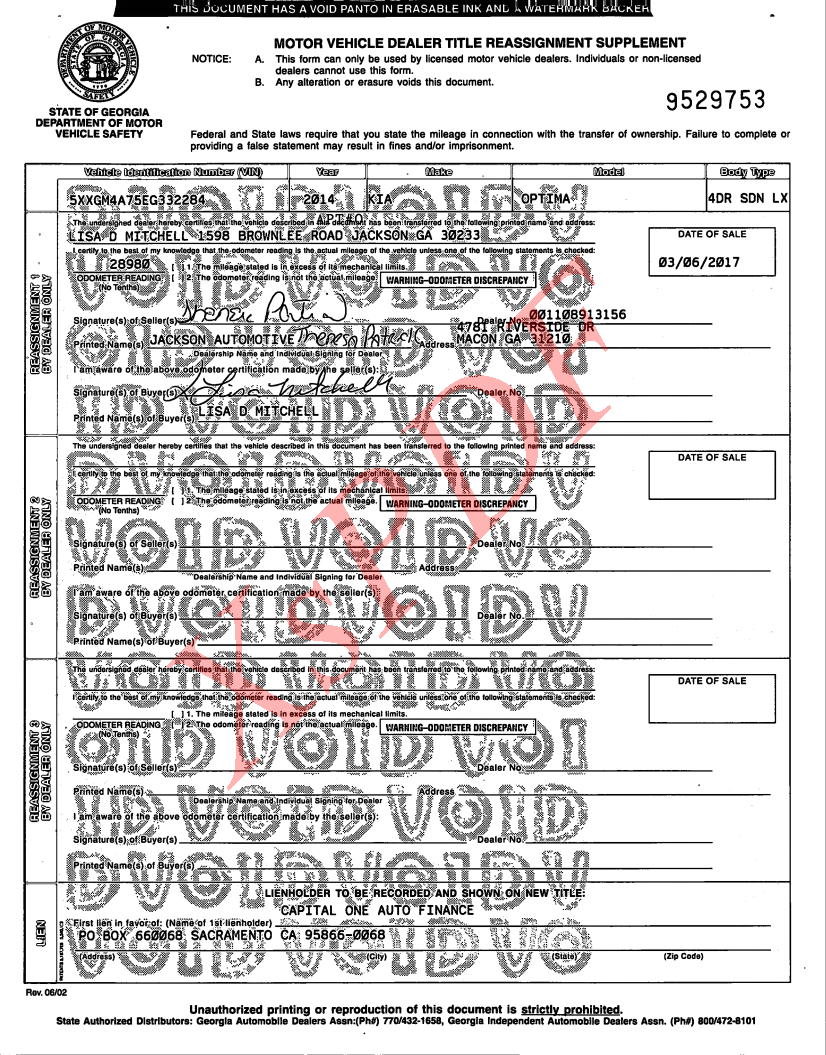 THIS DOCUMENT HAS A VOID PANTO IN ERASABLE INK AND A WATERMARK BACKER
DEPARTMENT OF MOTOR VEHICLE SAFETY
STATE OF GEORGIA
1776
STATE OF GEORGIA
DEPARTMENT OF MOTOR
VEHICLE SAFETY
MOTOR VEHICLE DEALER TITLE REASSIGNMENT SUPPLEMENT
NOTICE: A. This form can only be used by licensed motor vehicle dealers. Individuals or non-licensed
dealers cannot use this form.
B. Any alteration or erasure voids this document.
9529753
Federal and State laws require that you state the mileage in connection with the transfer of ownership. Failure to complete or
providing a false statement may result in fines and/or imprisonment.
Vehicle Identification Number (VIN) Year Make Model Body Type
5XXGM4A75EG332284 2014 KIA OPTIMA 4DR SDN LX
REASSIGNMENT 1
BY DEALER ONLY
The undersigned dealer hereby certifies that the vehicle described in this document has been transferred to the following printed name and address:
LISA D MITCHELL 1598 BROWNLEE ROAD JACKSON GA 30233
I certify to the best of my knowledge that the odometer reading is the actual mileage of the vehicle unless one of the following statements is checked:
28980 [ ] 1. The mileage stated is in excess of its mechanical limits.
ODOMETER READING [ ] 2. The odometer reading is not the actual mileage. WARNING–ODOMETER DISCREPANCY
(No Tenths)
DATE OF SALE
03/06/2017
Signature(s) of Seller(s) Dealer No. 001108913156
4781 RIVERSIDE DR
Printed Name(s) JACKSON AUTOMOTIVE Address MACON GA 31210
Dealership Name and Individual Signing for Dealer
I am aware of the above odometer certification made by the seller(s):
Signature(s) of Buyer(s) Lisa Mitchell Dealer No.
Printed Name(s) of Buyer(s) LISA D MITCHELL
REASSIGNMENT 2
BY DEALER ONLY
The undersigned dealer hereby certifies that the vehicle described in this document has been transferred to the following printed name and address:
I certify to the best of my knowledge that the odometer reading is the actual mileage of the vehicle unless one of the following statements is checked:
[ ] 1. The mileage stated is in excess of its mechanical limits.
ODOMETER READING [ ] 2. The odometer reading is not the actual mileage. WARNING–ODOMETER DISCREPANCY
(No Tenths)
DATE OF SALE
Signature(s) of Seller(s) Dealer No.
Printed Name(s) Address
Dealership Name and Individual Signing for Dealer
I am aware of the above odometer certification made by the seller(s):
Signature(s) of Buyer(s) Dealer No.
Printed Name(s) of Buyer(s)
REASSIGNMENT 3
BY DEALER ONLY
The undersigned dealer hereby certifies that the vehicle described in this document has been transferred to the following printed name and address:
I certify to the best of my knowledge that the odometer reading is the actual mileage of the vehicle unless one of the following statements is checked:
[ ] 1. The mileage stated is in excess of its mechanical limits.
ODOMETER READING [ ] 2. The odometer reading is not the actual mileage. WARNING–ODOMETER DISCREPANCY
(No Tenths)
DATE OF SALE
Signature(s) of Seller(s) Dealer No.
Printed Name(s) Address
Dealership Name and Individual Signing for Dealer
I am aware of the above odometer certification made by the seller(s):
Signature(s) of Buyer(s) Dealer No.
Printed Name(s) of Buyer(s)
LIEN
LIENHOLDER TO BE RECORDED AND SHOWN ON NEW TITLE:
CAPITAL ONE AUTO FINANCE
First lien in favor of: (Name of 1st lienholder)
PO BOX 660068 SACRAMENTO CA 95866-0068
(Address) (City) (State) (Zip Code)
Rev. 06/02
Unauthorized printing or reproduction of this document is strictly prohibited.
State Authorized Distributors: Georgia Automobile Dealers Assn:(Ph#) 770/432-1658, Georgia Independent Automobile Dealers Assn. (Ph#) 800/472-8101
XSPDF